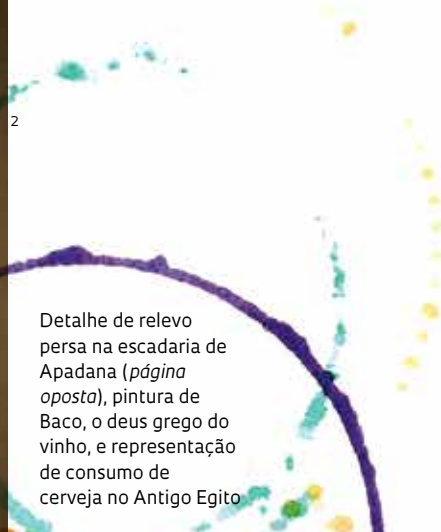 2
Detalhe de relevo
persa na escadaria de
Apadana (página
oposta), pintura de
Baco, o deus grego do
vinho, e representação
de consumo de
cerveja no Antigo Egito